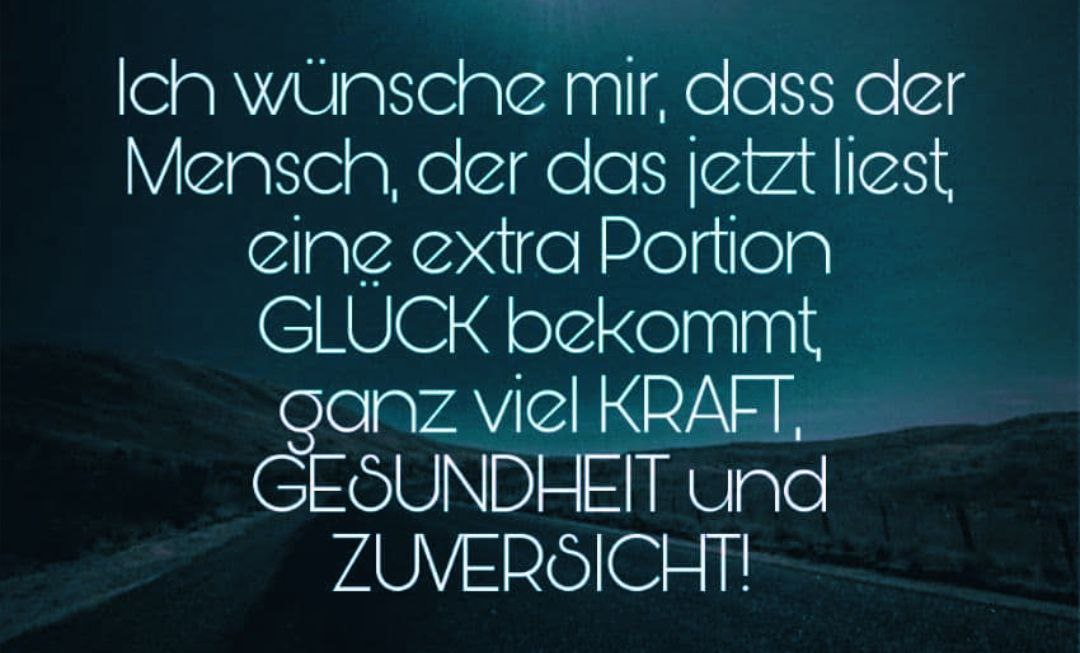 Ich wünsche mir, dass der
Mensch, der das jetzt liest,
eine extra Portion
GLÜCK bekommt,
ganz viel KRAFT,
GESUNDHEIT und
ZUVERSICHT!